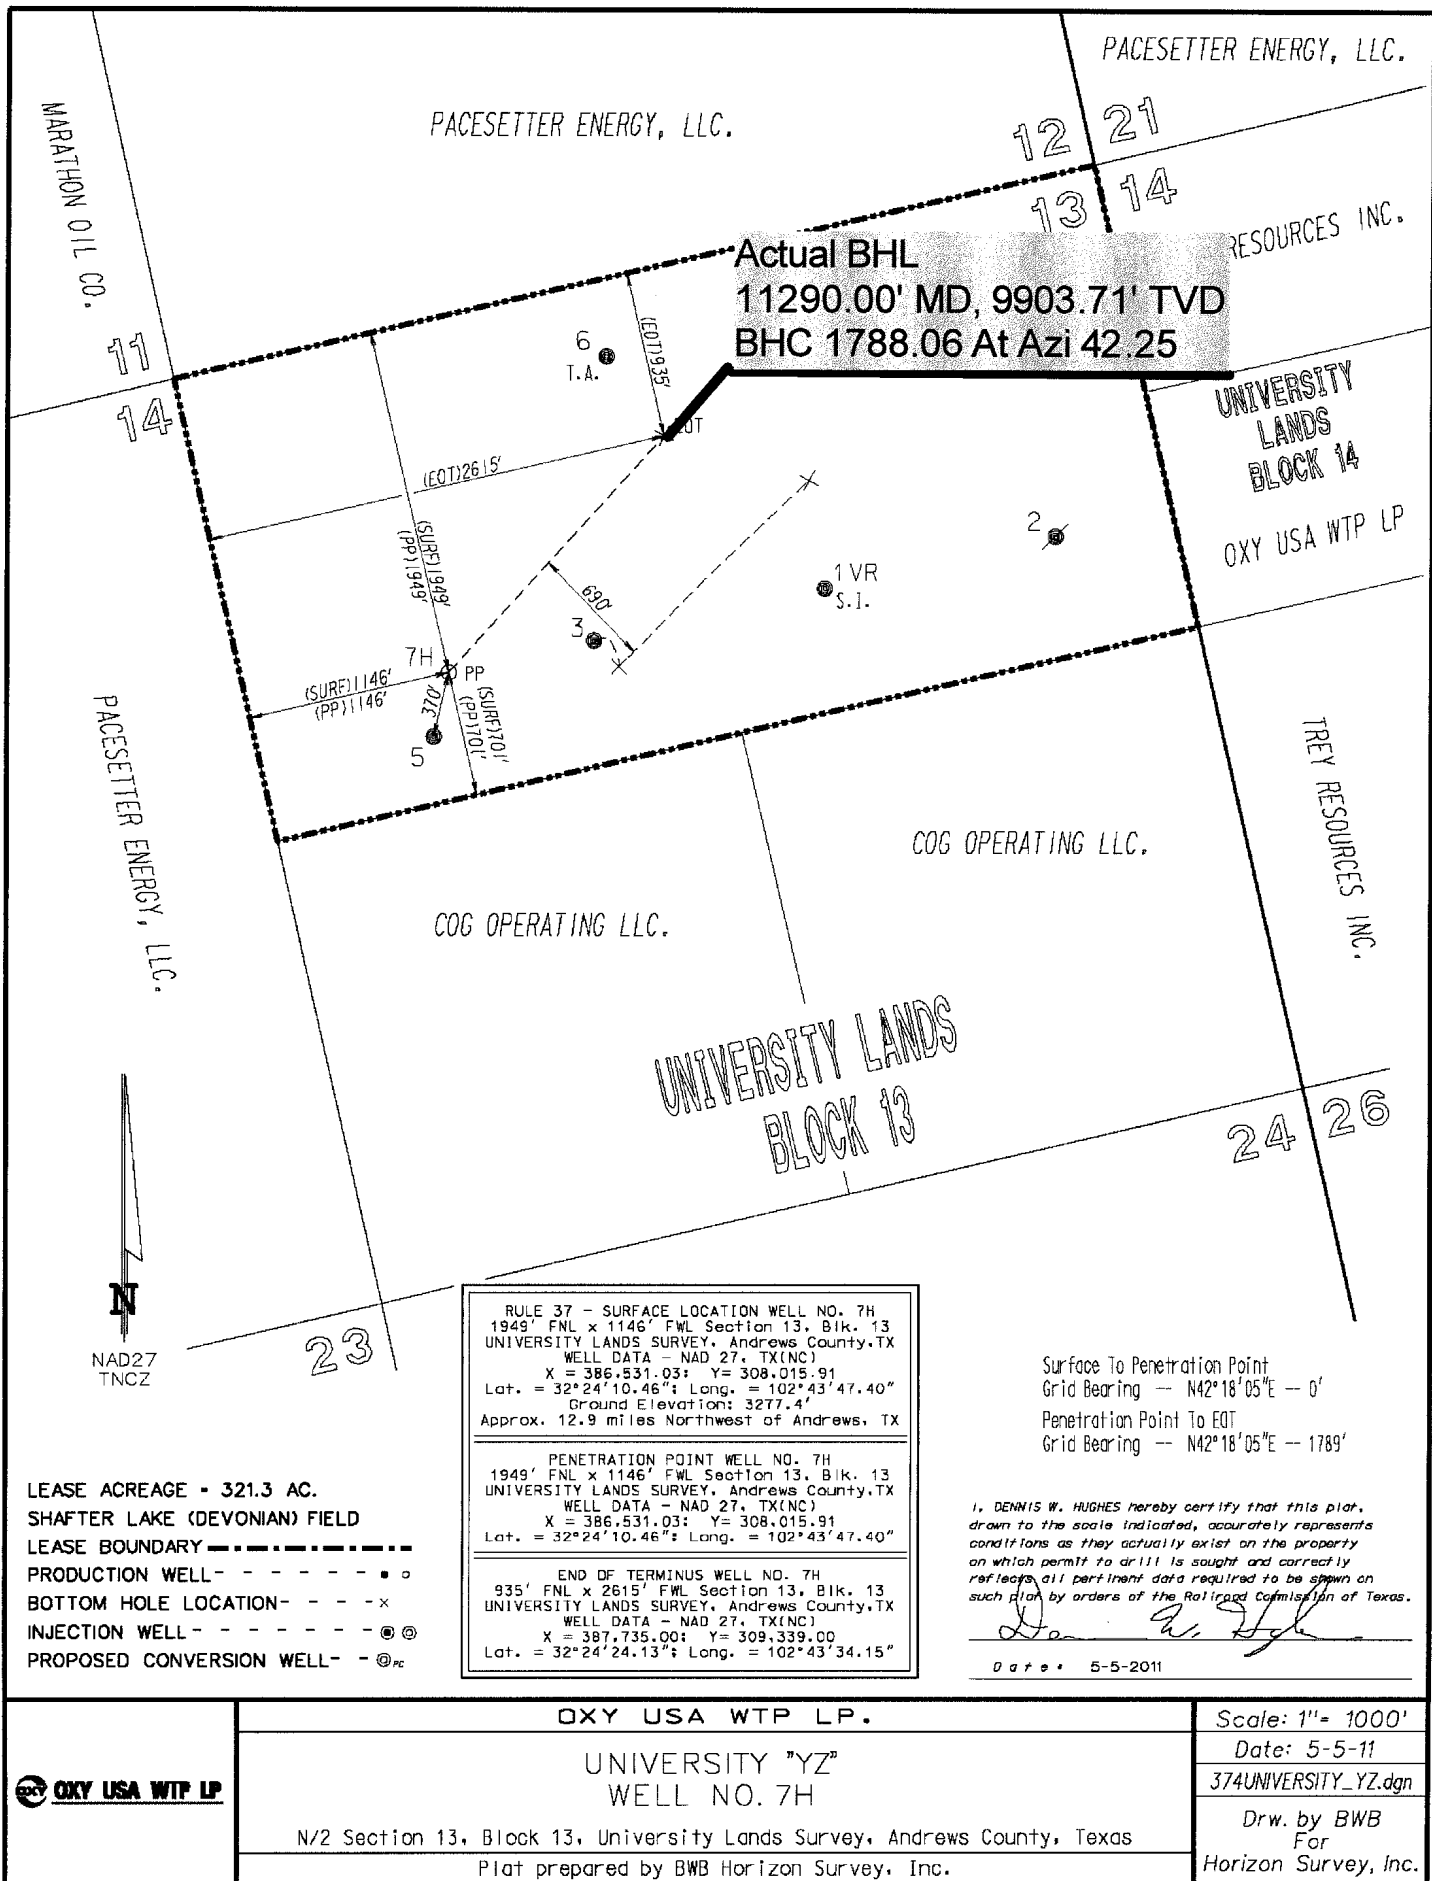 PACESETTER ENERGY, LLC.
PACESETTER ENERGY, LLC.
MARATHON OIL CO.
12
21
13
14
RESOURCES INC.
Actual BHL
11290.00' MD, 9903.71' TVD
BHC 1788.06 At Azi 42.25
11
14
6
T.A.
(EOT)935'
EOT
(EOT)2615'
UNIVERSITY
LANDS
BLOCK 14
OXY USA WTP LP
2
1VR
S.I.
(SURF)1949'
(PP)1949'
690'
3
7H
PP
(SURF)1146'
(PP)1146'
370'
(SURF)701'
(PP)701'
5
PACESETTER ENERGY, LLC.
TREY RESOURCES INC.
COG OPERATING LLC.
COG OPERATING LLC.
UNIVERSITY LANDS
BLOCK 13
24
26
23
N
NAD27
TNCZ
RULE 37 - SURFACE LOCATION WELL NO. 7H
1949' FNL x 1146' FWL Section 13, Blk. 13
UNIVERSITY LANDS SURVEY, Andrews County,TX
WELL DATA - NAD 27, TX(NC)
X = 386,531.03; Y= 308,015.91
Lat. = 32°24'10.46"; Long. = 102°43'47.40"
Ground Elevation: 3277.4'
Approx. 12.9 miles Northwest of Andrews, TX
PENETRATION POINT WELL NO. 7H
1949' FNL x 1146' FWL Section 13, Blk. 13
UNIVERSITY LANDS SURVEY, Andrews County,TX
WELL DATA - NAD 27, TX(NC)
X = 386,531.03; Y= 308,015.91
Lat. = 32°24'10.46"; Long. = 102°43'47.40"
END OF TERMINUS WELL NO. 7H
935' FNL x 2615' FWL Section 13, Blk. 13
UNIVERSITY LANDS SURVEY, Andrews County,TX
WELL DATA - NAD 27, TX(NC)
X = 387,735.00; Y= 309,339.00
Lat. = 32°24'24.13"; Long. = 102°43'34.15"
Surface To Penetration Point
Grid Bearing -- N42°18'05"E -- 0'
Penetration Point To EOT
Grid Bearing -- N42°18'05"E -- 1789'
LEASE ACREAGE = 321.3 AC.
SHAFTER LAKE (DEVONIAN) FIELD
LEASE BOUNDARY
PRODUCTION WELL
BOTTOM HOLE LOCATION
INJECTION WELL
PROPOSED CONVERSION WELL PC
I, DENNIS W. HUGHES hereby certify that this plat,
drawn to the scale indicated, accurately represents
conditions as they actually exist on the property
on which permit to drill is sought and correctly
reflects all pertinent data required to be shown on
such plat by orders of the Railroad Commission of Texas.
Date: 5-5-2011
OXY USA WTP LP.
UNIVERSITY "YZ"
WELL NO. 7H
N/2 Section 13, Block 13, University Lands Survey, Andrews County, Texas
Plat prepared by BWB Horizon Survey, Inc.
OXY OXY USA WTP LP
Scale: 1"= 1000'
Date: 5-5-11
374UNIVERSITY_YZ.dgn
Drw. by BWB
For
Horizon Survey, Inc.